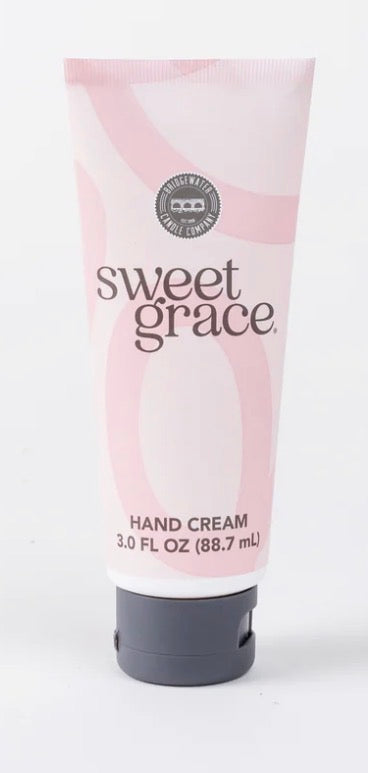 BRIDGEWATER
CANDLE COMPANY
sweet
grace®
HAND CREAM
3.0 FL OZ (88.7 mL)